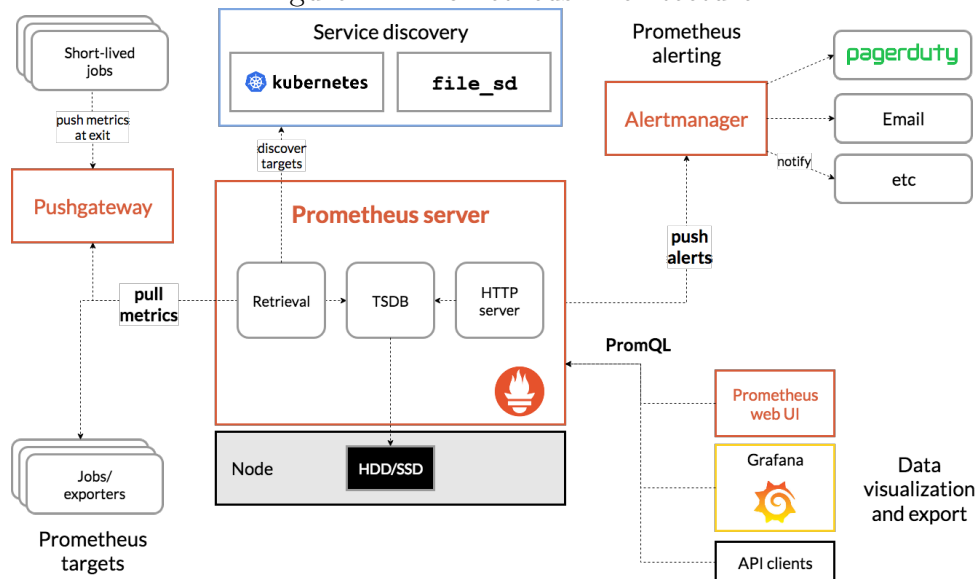 Short-lived
jobs
push metrics
at exit
Pushgateway
pull
metrics
Jobs/
exporters
Prometheus
targets
Service discovery
kubernetes
file_sd
discover
targets
Prometheus server
Retrieval
TSDB
HTTP
server
Node
HDD/SSD
Prometheus
alerting
Alertmanager
pagerduty
Email
notify
etc
push
alerts
PromQL
Prometheus
web UI
Grafana
API clients
Data
visualization
and export